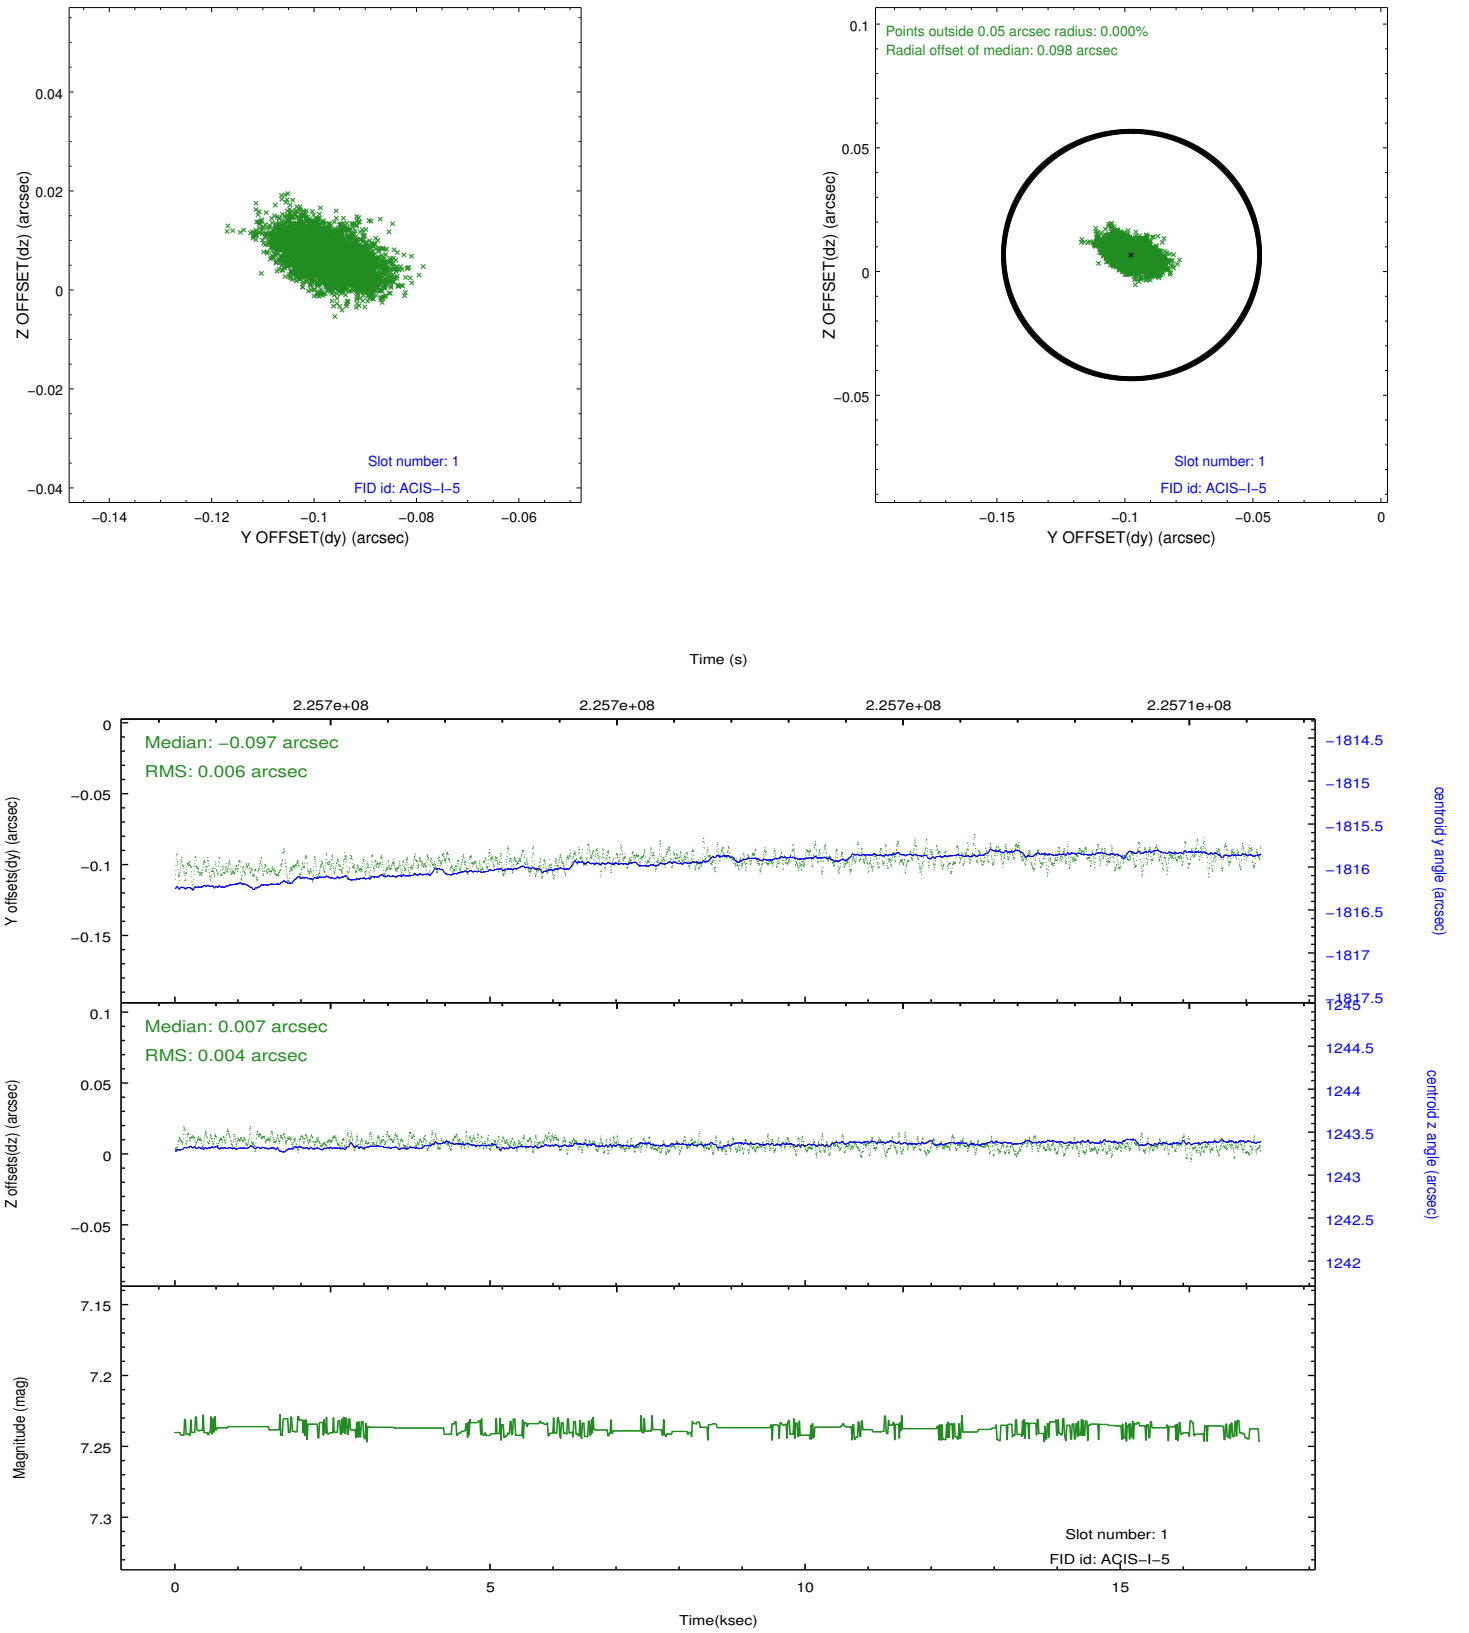 0.04
0.02
0
−0.02
−0.04
Z OFFSET(dz) (arcsec)
Slot number: 1
FID id: ACIS−I−5
−0.14 −0.12 −0.1 −0.08 −0.06
Y OFFSET(dy) (arcsec)
Points outside 0.05 arcsec radius: 0.000%
Radial offset of median: 0.098 arcsec
0.1
0.05
0
−0.05
Z OFFSET(dz) (arcsec)
Slot number: 1
FID id: ACIS−I−5
−0.15 −0.1 −0.05 0
Y OFFSET(dy) (arcsec)
Time (s)
2.257e+08 2.257e+08 2.257e+08 2.2571e+08
Median: −0.097 arcsec
RMS: 0.006 arcsec
0
−0.05
−0.1
−0.15
Y offsets(dy) (arcsec)
−1814.5
−1815
−1815.5
−1816
−1816.5
−1817
−1817.5
centroid y angle (arcsec)
Median: 0.007 arcsec
RMS: 0.004 arcsec
0.1
0.05
0
−0.05
Z offsets(dz) (arcsec)
1245
1244.5
1244
1243.5
1243
1242.5
1242
centroid z angle (arcsec)
7.15
7.2
7.25
7.3
Magnitude (mag)
Slot number: 1
FID id: ACIS−I−5
0 5 10 15
Time(ksec)